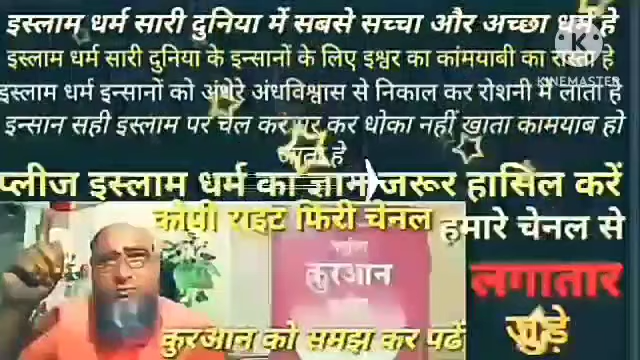 इस्लाम धर्म सारी दुनिया में सबसे सच्चा और अच्छा धर्म हे
इस्लाम धर्म सारी दुनिया के इन्सानों के लिए इश्वर का कांमयाबी का रास्ता हे
इस्लाम धर्म इन्सानों को अंधेरे अंधविश्वास से निकाल कर रोशनी में लाता हे
इन्सान सही इस्लाम पर चल कर मर कर धोका नहीं खाता कामयाब हो
जाता हे
प्लीज इस्लाम धर्म का ज्ञान जरूर हासिल करें
कोपी राइट फिरी चेनल
हमारे चेनल से
कुरआन
लगातार
जुड़े
कुरआन को समझ कर पढें
KINEMASTER